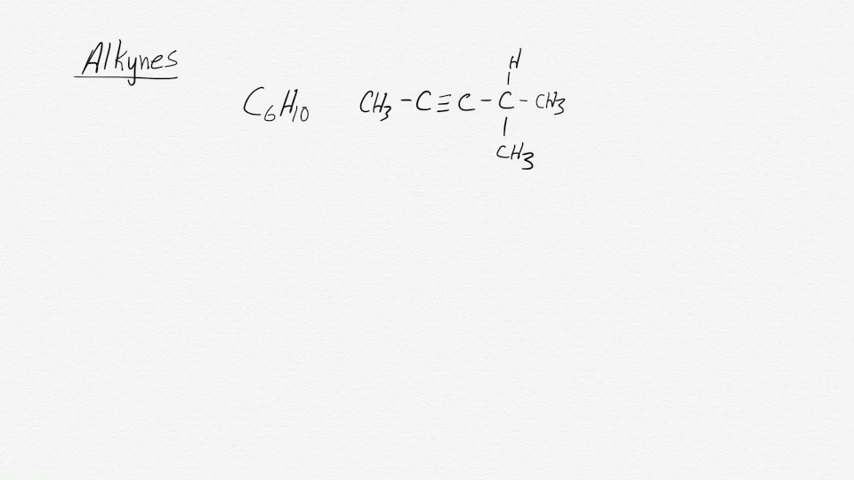 Alkynes
H
C₆H₁₀ CH₃-C≡C-C-CH₃
CH₃